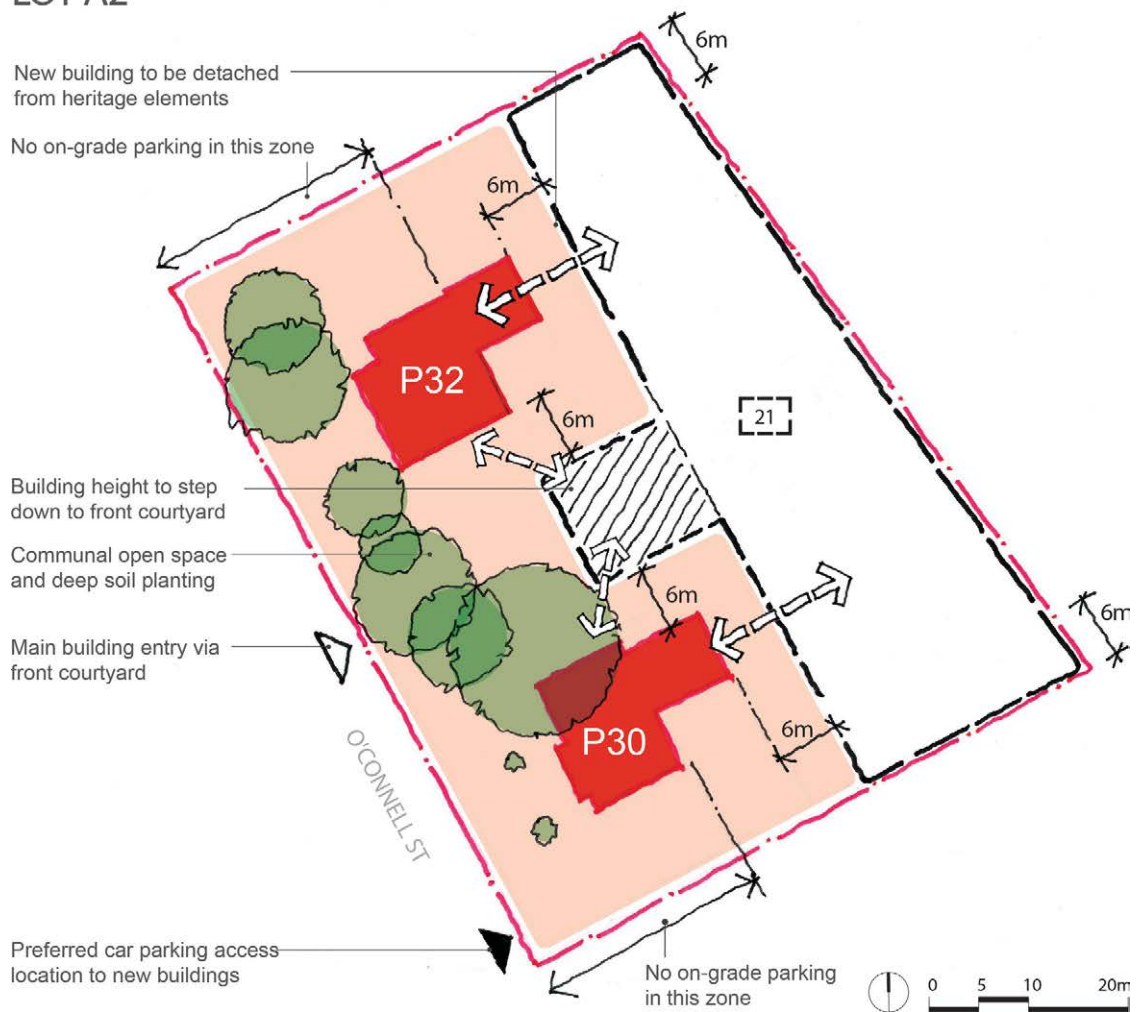 LOT A2
6m
New building to be detached
from heritage elements
No on-grade parking in this zone
6m
P32
6m
21
Building height to step
down to front courtyard
Communal open space
and deep soil planting
6m
6m
Main building entry via
front courtyard
P30
6m
O'CONNELL ST
Preferred car parking access
location to new buildings
No on-grade parking
in this zone
0 5 10 20m